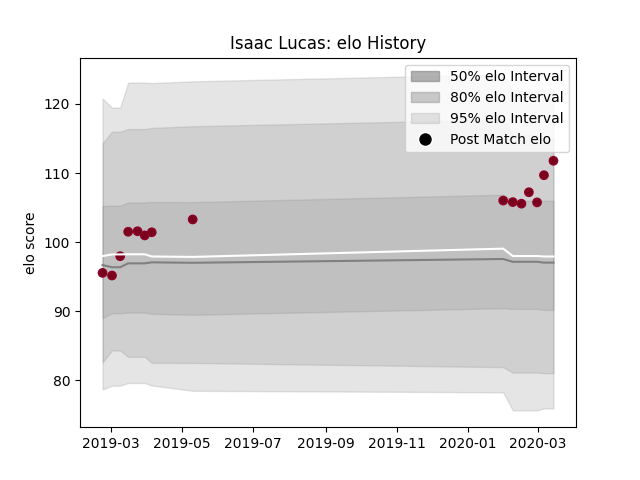 Isaac Lucas: elo History
50% elo Interval
80% elo Interval
95% elo Interval
Post Match elo
elo score
120
110
100
90
80
2019-03 2019-05 2019-07 2019-09 2019-11 2020-01 2020-03